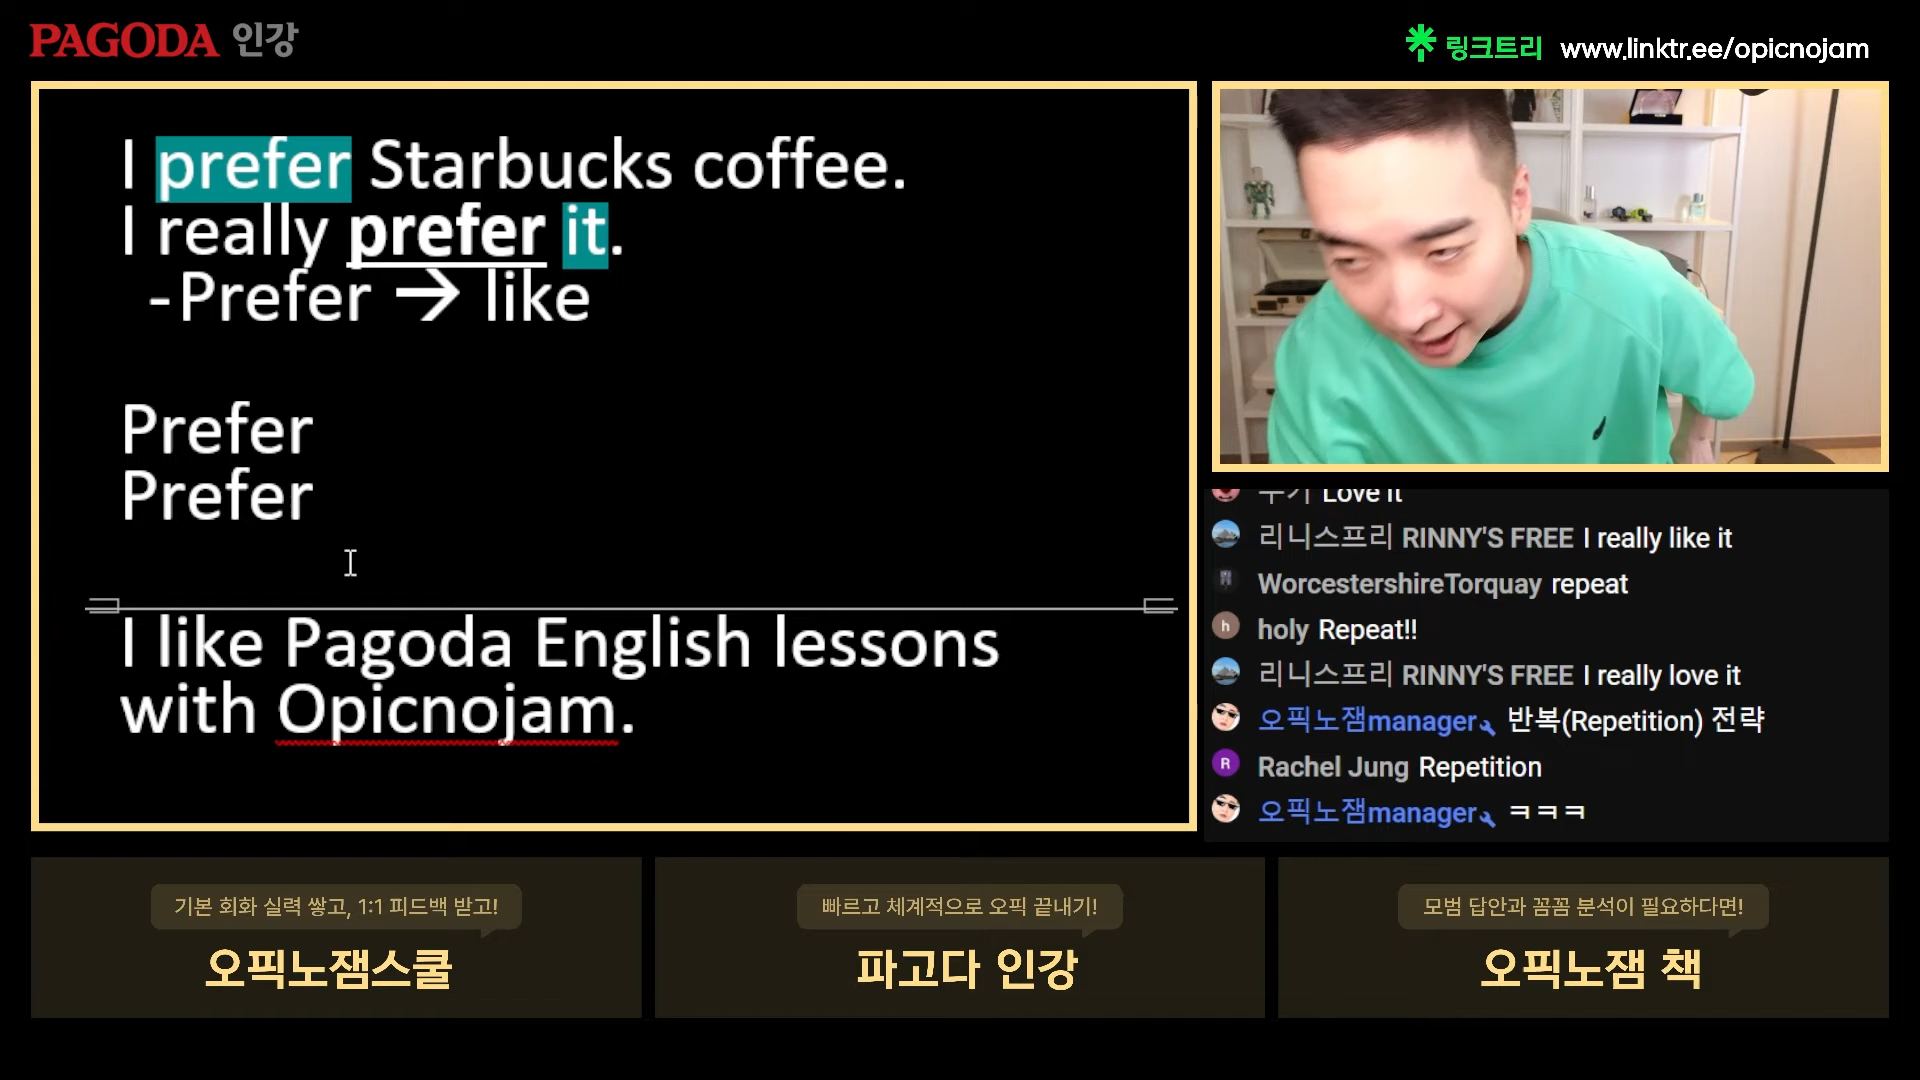 PAGODA 인강
링크트리 www.linktr.ee/opicnojam
I prefer Starbucks coffee.
I really prefer it.
-Prefer → like
Prefer
Prefer
I like Pagoda English lessons
with Opicnojam.
Love it
리니스프리 RINNY'S FREE I really like it
WorcestershireTorquay repeat
h holy Repeat!!
리니스프리 RINNY'S FREE I really love it
오픽노잼manager 반복(Repetition) 전략
R Rachel Jung Repetition
오픽노잼manager ㅋㅋㅋ
기본 회화 실력 쌓고, 1:1 피드백 받고!
오픽노잼스쿨
빠르고 체계적으로 오픽 끝내기!
파고다 인강
모범 답안과 꼼꼼 분석이 필요하다면!
오픽노잼 책